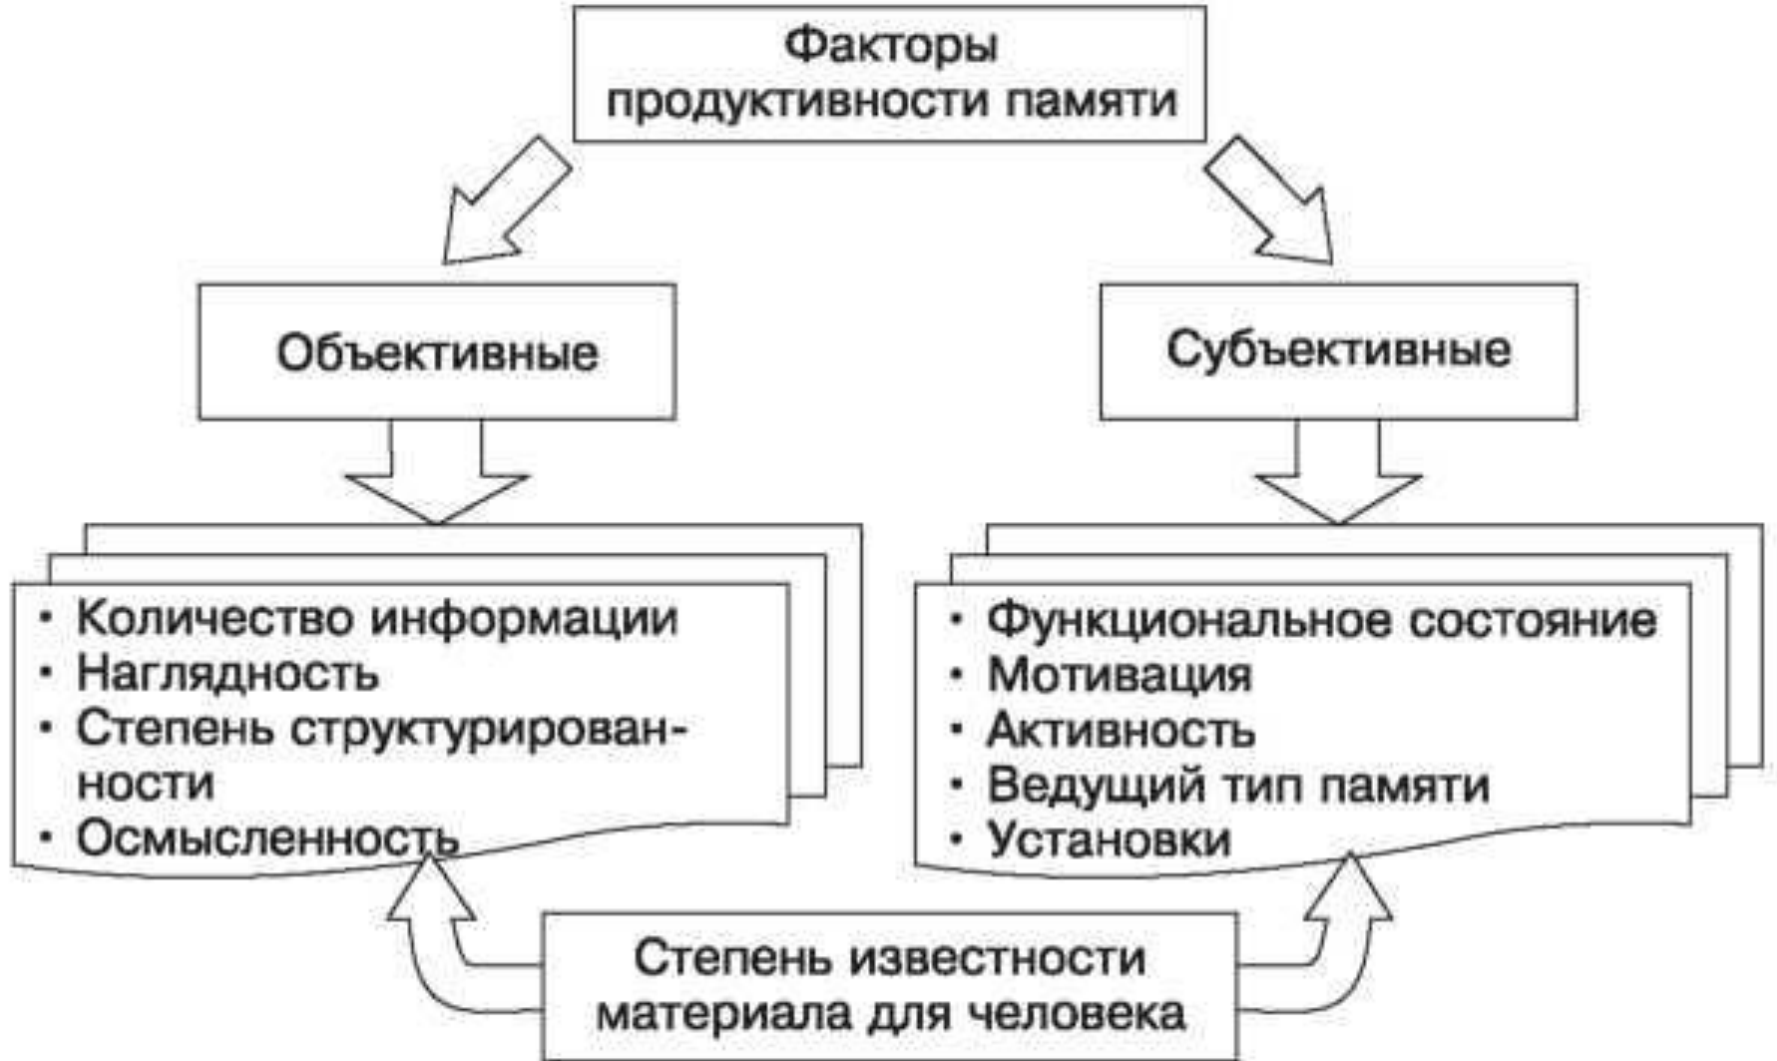 Факторы
продуктивности памяти
Объективные
Субъективные
• Количество информации
• Наглядность
• Степень структурирован-
ности
• Осмысленность
• Функциональное состояние
• Мотивация
• Активность
• Ведущий тип памяти
• Установки
Степень известности
материала для человека